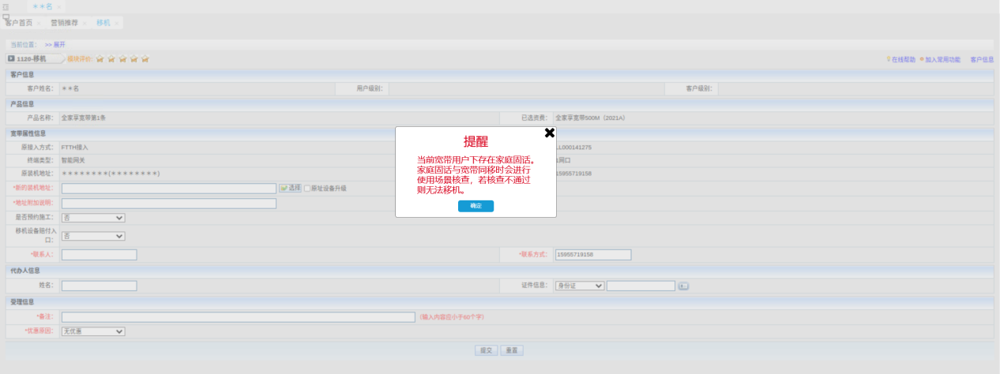 ＊＊名 ×
客户首页 × 营销推荐 × 移机 ×
当前位置： >> 展开
1120-移机 服务评价: 在线帮助 加入常用功能 客户信息
客户信息
客户姓名： ＊＊名 用户级别： 客户级别：
产品信息
产品名称： 全家享宽带第1条 已选资费： 全家享宽带500M（2021A）
宽带属性信息
原接入方式： FTTH接入 LL000141275
终端类型： 智能网关 网口
原装机地址： ＊＊＊＊＊＊＊＊(＊＊＊＊＊＊＊＊) 15955719158
*新的装机地址： 选择 原址设备升级
*地址附加说明：
是否预约施工： 否
移机设备赔付入
口： 否
*联系人： *联系方式： 15955719158
代办人信息
姓名： 证件信息： 身份证
受理信息
*备注： （输入内容应小于60个字）
*优惠原因： 无优惠
提交 重置
提醒
当前宽带用户下存在家庭固话。
家庭固话与宽带同移时会进行
使用场景核查，若核查不通过
则无法移机。
确定